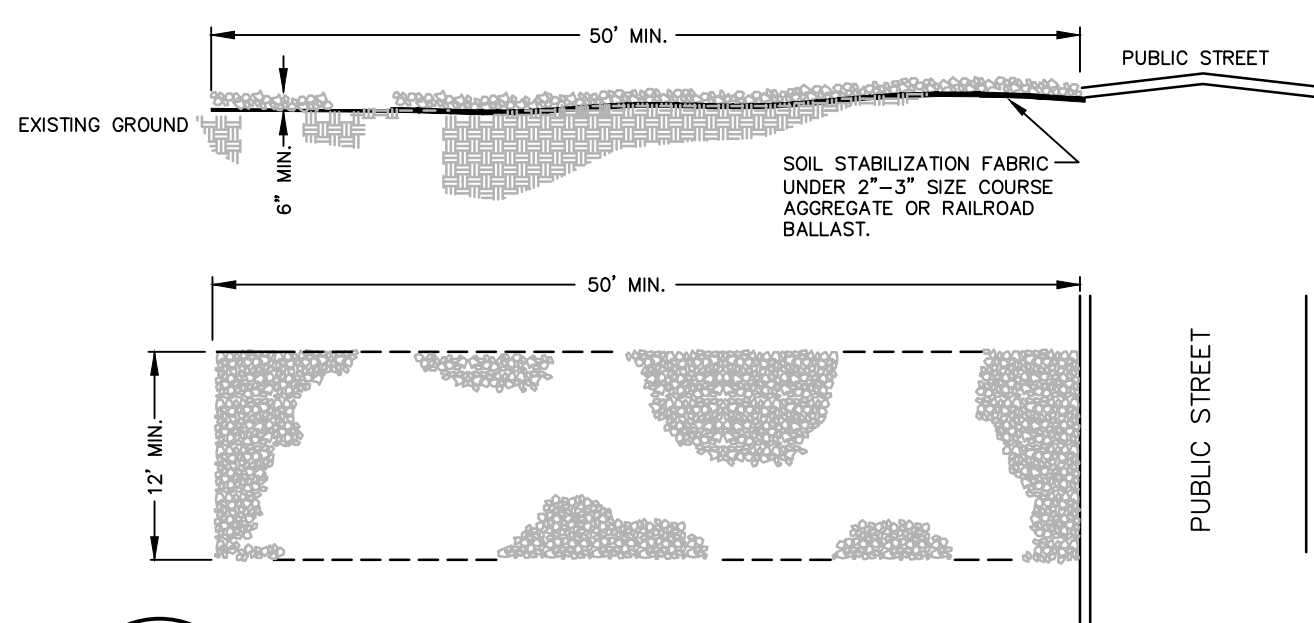 50' MIN.
PUBLIC STREET
EXISTING GROUND
6" MIN.
SOIL STABILIZATION FABRIC
UNDER 2"–3" SIZE COURSE
AGGREGATE OR RAILROAD
BALLAST.
50' MIN.
12' MIN.
PUBLIC STREET